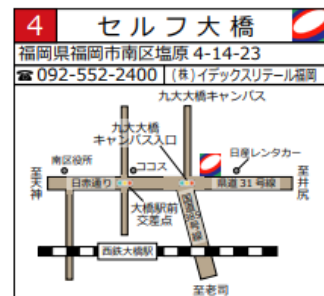 4 セルフ大橋
福岡県福岡市南区塩原 4-14-23
☎ 092-552-2400 (株)イデックスリテール福岡
九大大橋キャンパス
九大大橋
キャンパス入口
南区役所
ココス
日産レンタカー
至天神
日赤通り
県道 31 号線
至井尻
大橋駅前
交差点
西鉄大橋駅
至老司